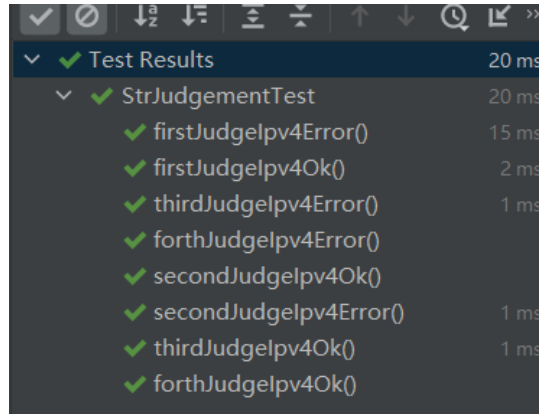 Test Results 20 ms
StrJudgementTest 20 ms
firstJudgeIpv4Error() 15 ms
firstJudgeIpv4Ok() 2 ms
thirdJudgeIpv4Error() 1 ms
forthJudgeIpv4Error()
secondJudgeIpv4Ok()
secondJudgeIpv4Error() 1 ms
thirdJudgeIpv4Ok() 1 ms
forthJudgeIpv4Ok()